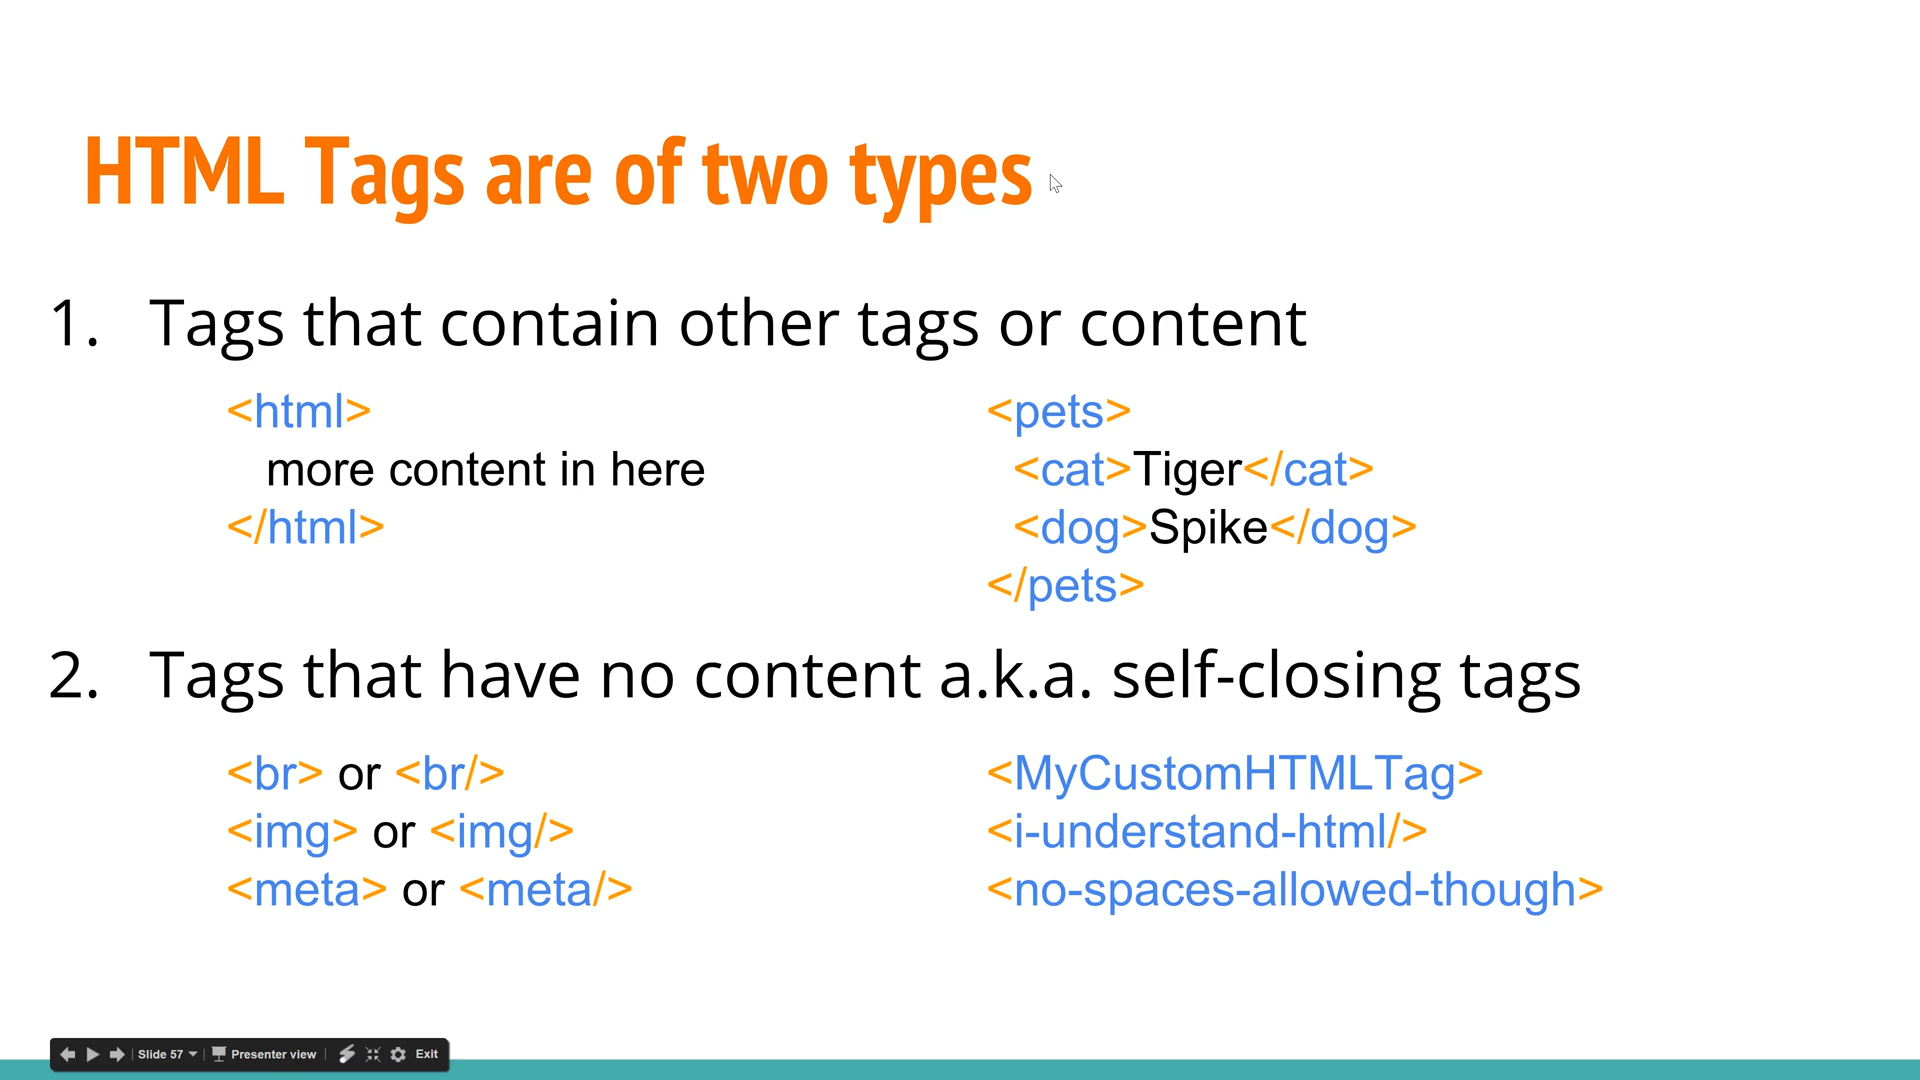 HTML Tags are of two types
1. Tags that contain other tags or content
<html>
more content in here
</html>
<pets>
<cat>Tiger</cat>
<dog>Spike</dog>
</pets>
2. Tags that have no content a.k.a. self-closing tags
<br> or <br/>
<img> or <img/>
<meta> or <meta/>
<MyCustomHTMLTag>
<i-understand-html/>
<no-spaces-allowed-though>
Slide 57 Presenter view Exit